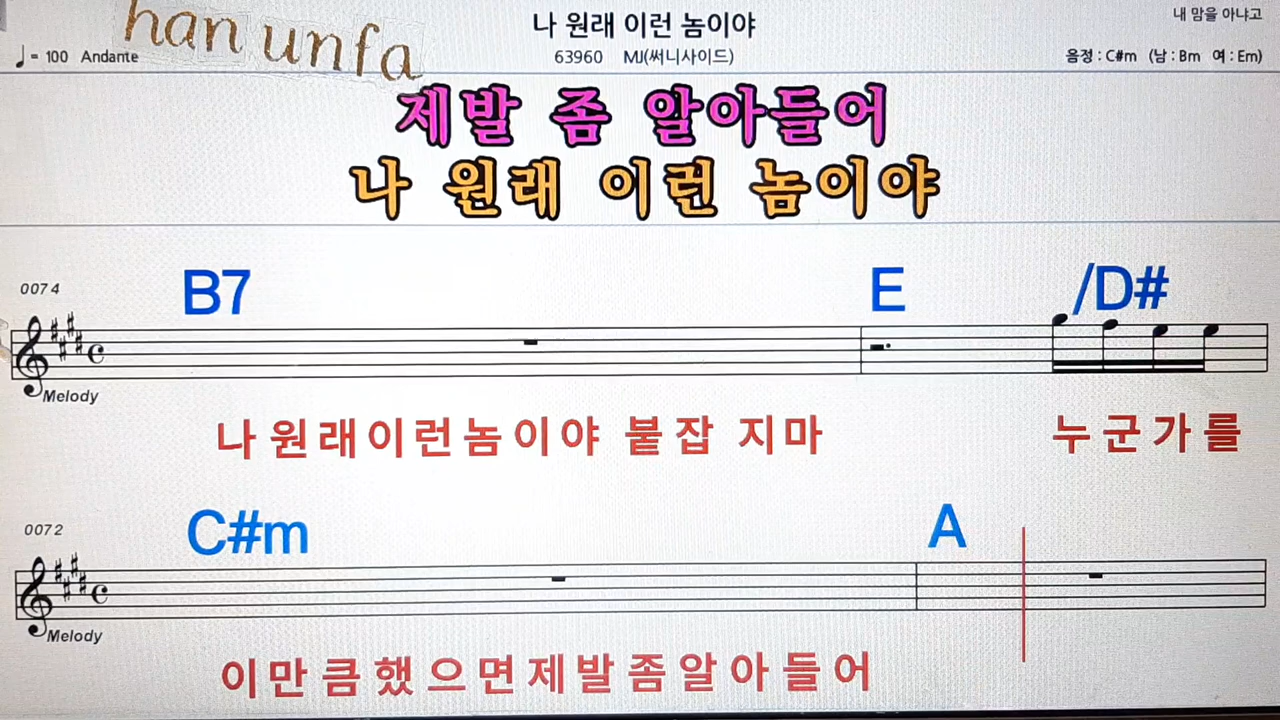 han unfa
나 원래 이런 놈이야
내 맘을 아냐고
♩= 100 Andante
63960 MJ(써니사이드)
음정 : C#m (남 : Bm 여 : Em)
제발 좀 알아들어
나 원래 이런 놈이야
B7 E /D#
0074
Melody
나원래이런놈이야 붙잡 지마 누군가를
C#m A
0072
Melody
이만큼했으면제발좀알아들어